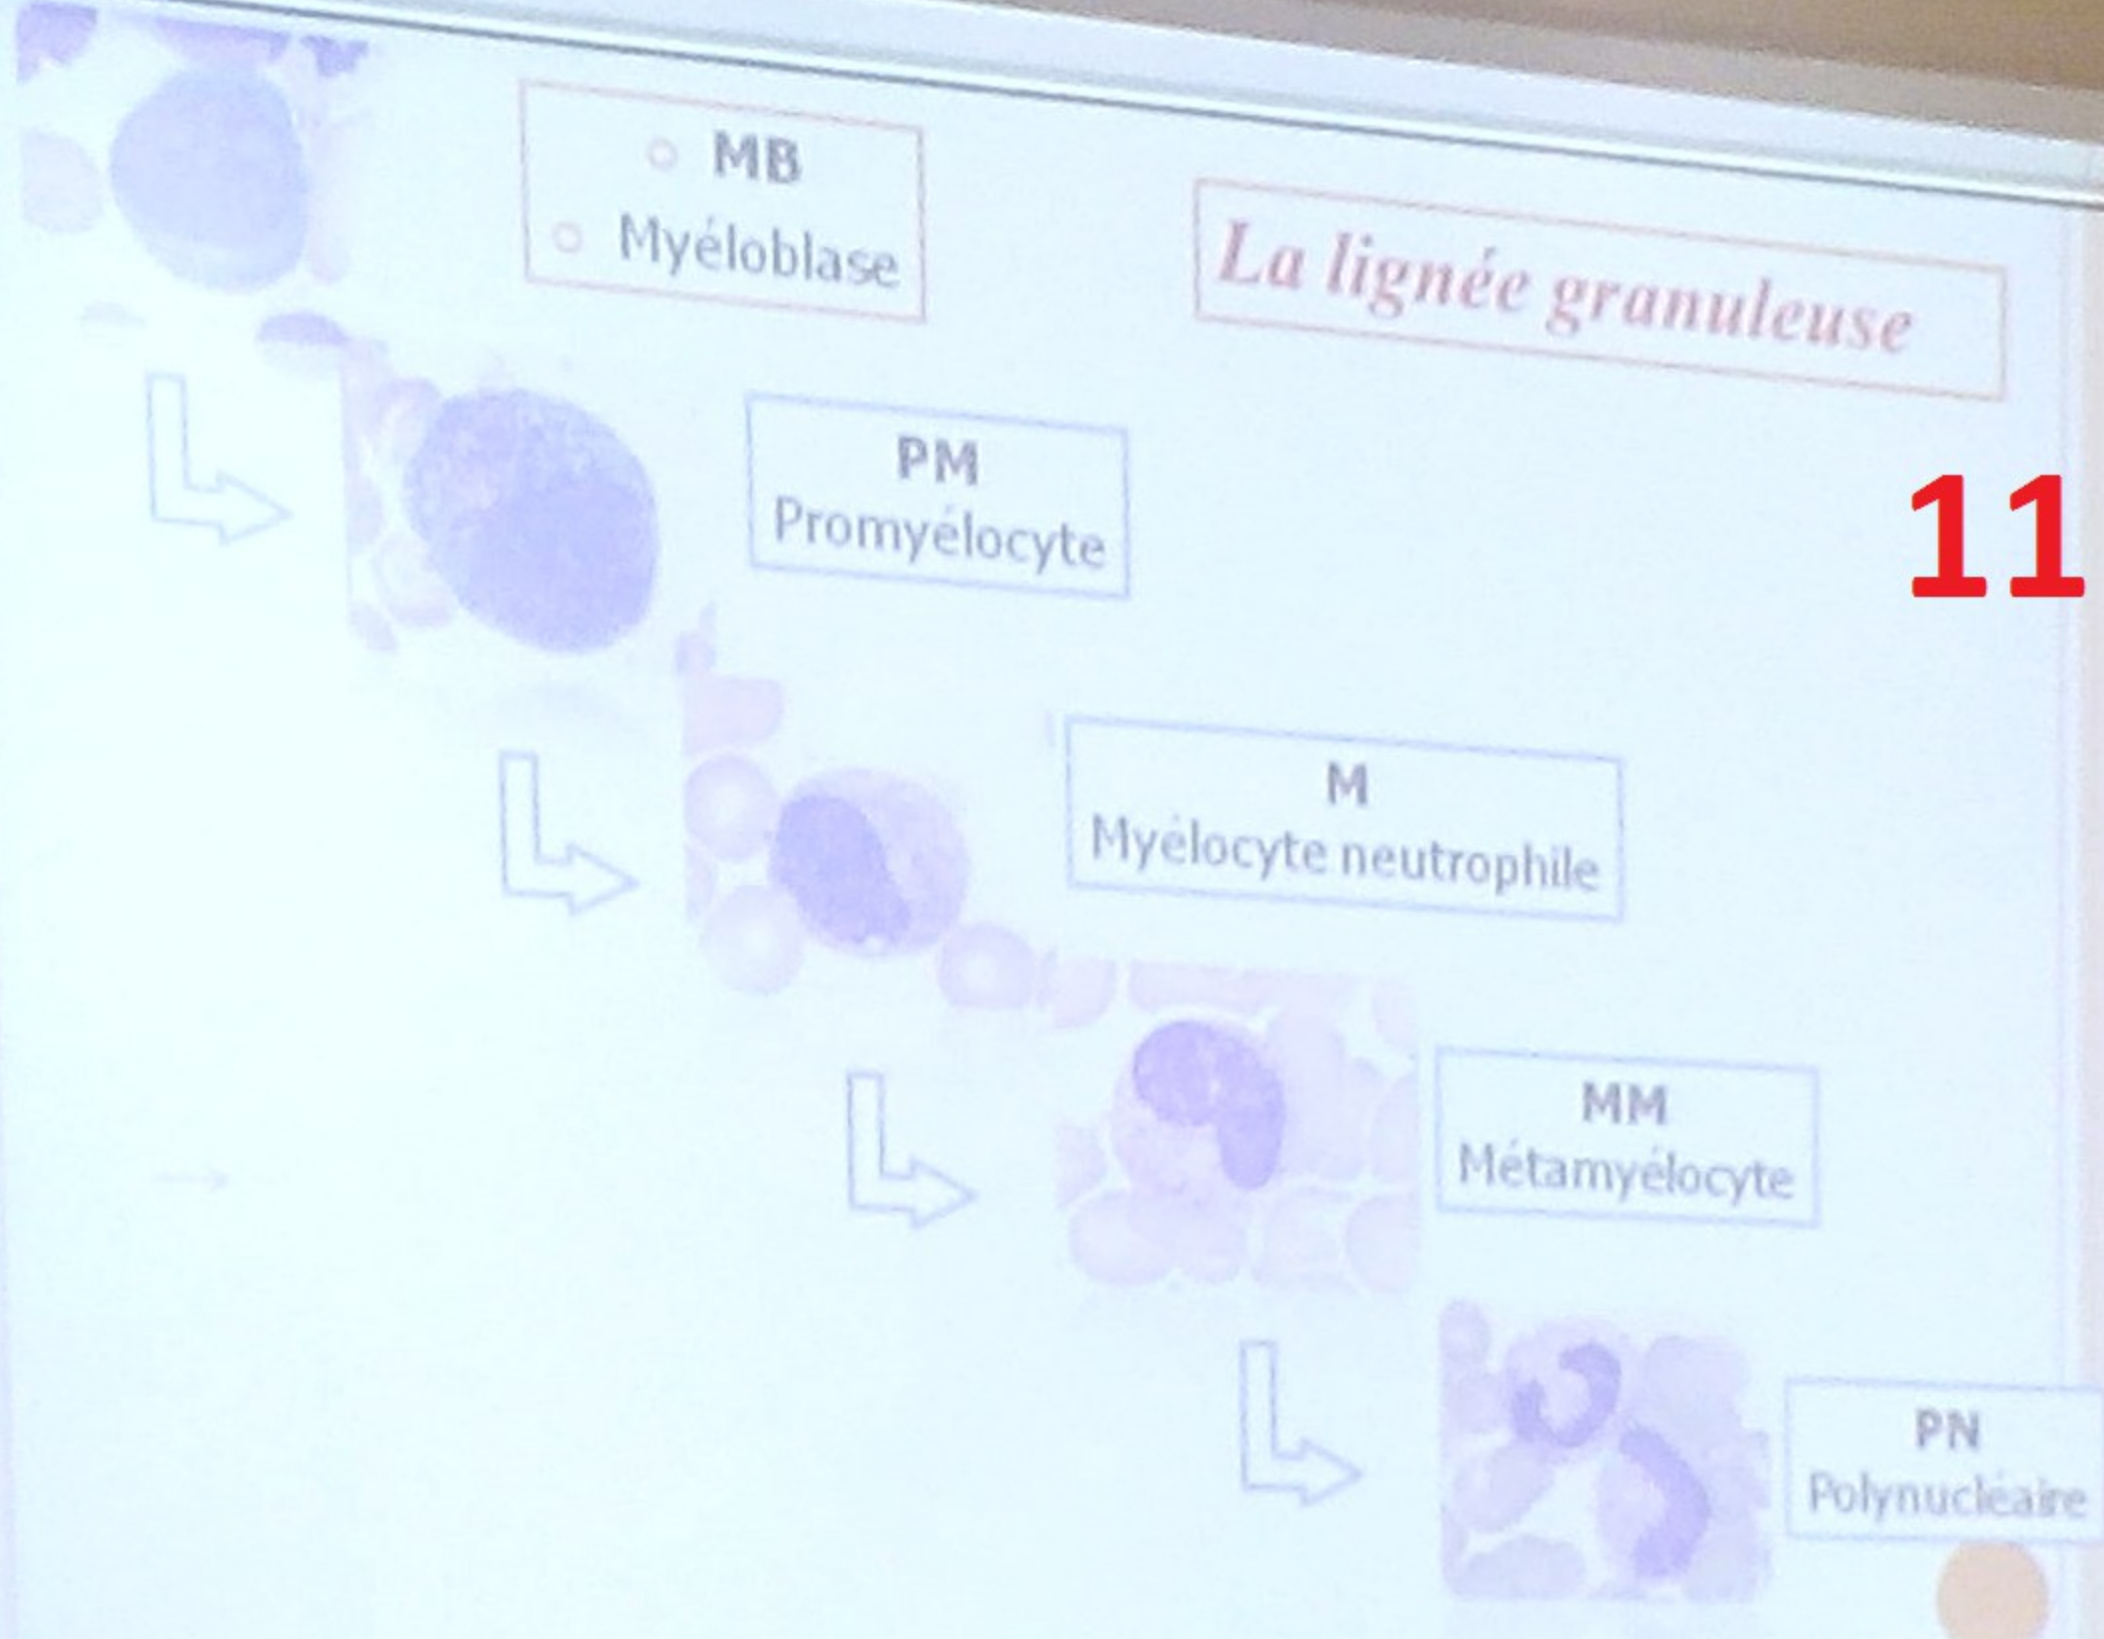 MB
Myéloblase
La lignée granuleuse
PM
Promyélocyte
11
M
Myélocyte neutrophile
MM
Métamyélocyte
PN
Polynucléaire